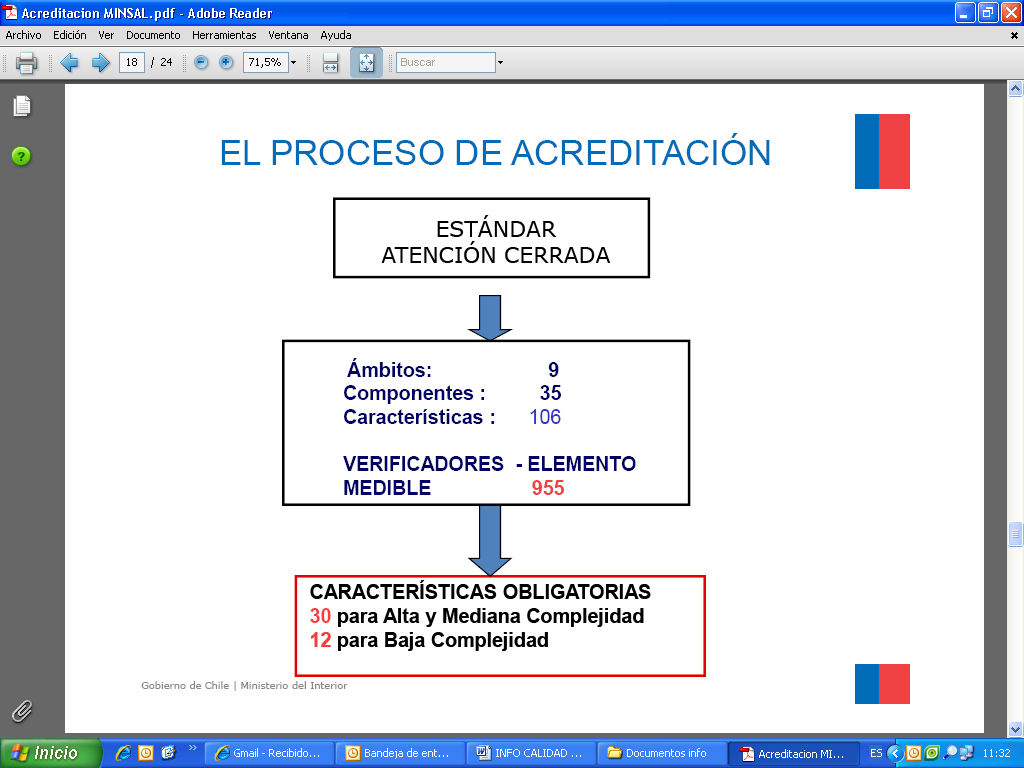 Acreditacion MINSAL.pdf - Adobe Reader
Archivo Edición Ver Documento Herramientas Ventana Ayuda
18 / 24 71,5% Buscar
EL PROCESO DE ACREDITACIÓN
ESTÁNDAR
ATENCIÓN CERRADA
Ámbitos: 9
Componentes : 35
Características : 106
VERIFICADORES - ELEMENTO
MEDIBLE 955
CARACTERÍSTICAS OBLIGATORIAS
30 para Alta y Mediana Complejidad
12 para Baja Complejidad
Gobierno de Chile | Ministerio del Interior
Inicio Gmail - Recibido... Bandeja de ent... INFO CALIDAD ... Documentos info Acreditacion MI... ES 11:32